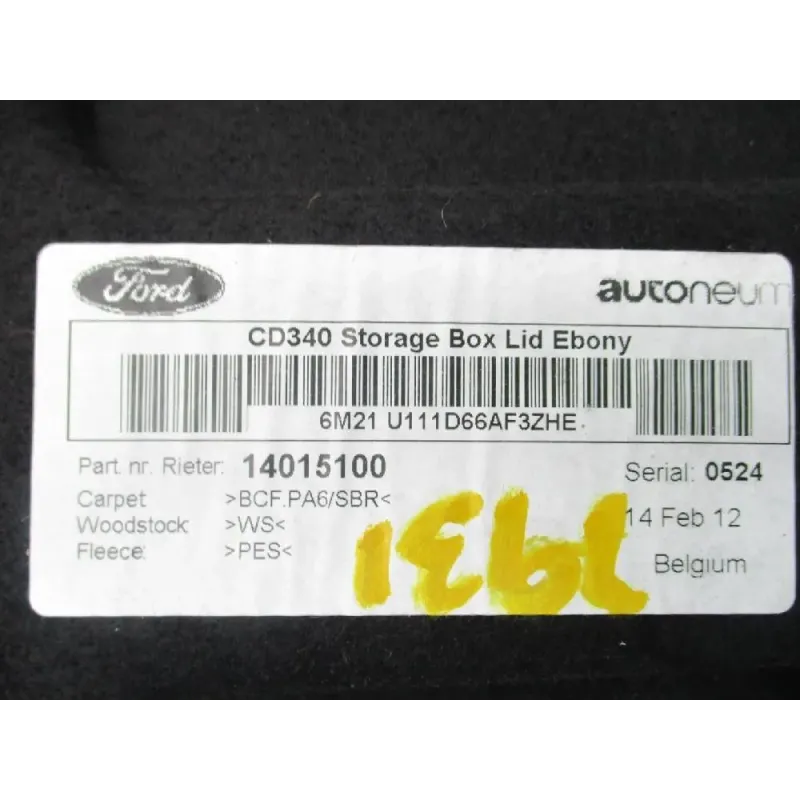 Ford
autoneum
CD340 Storage Box Lid Ebony
6M21 U111D66AF3ZHE
Part nr. Rieter: 14015100
Serial: 0524
Carpet >BCF.PA6/SBR<
Woodstock: >WS<
14 Feb 12
Fleece: >PES<
Belgium